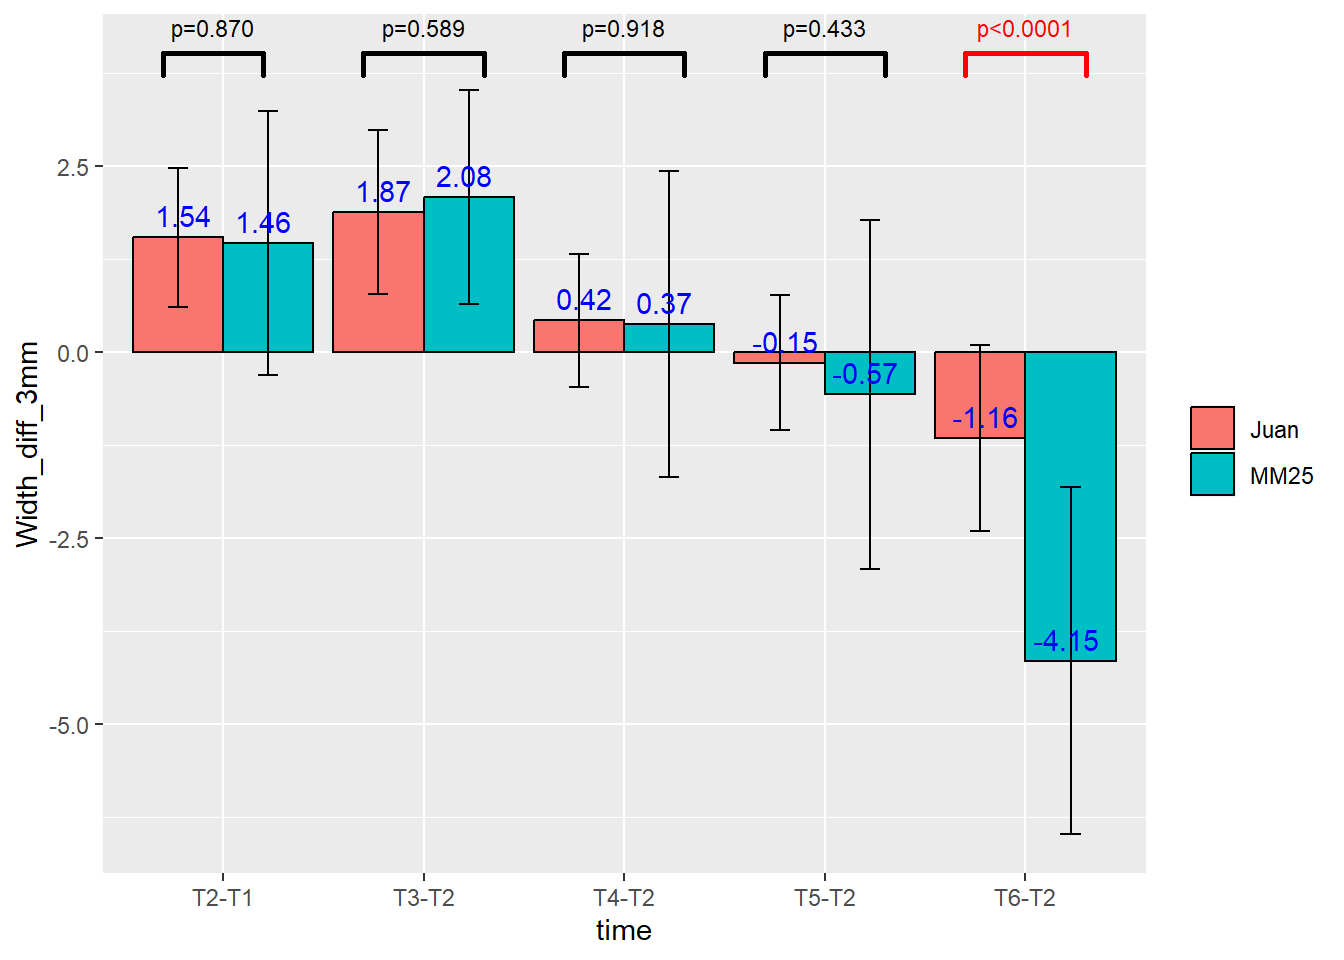 p=0.870
p=0.589
p=0.918
p=0.433
p<0.0001
1.54
1.46
1.87
2.08
0.42
0.37
-0.15
-0.57
-1.16
-4.15
2.5
0.0
-2.5
-5.0
Width_diff_3mm
T2-T1
T3-T2
T4-T2
T5-T2
T6-T2
time
Juan
MM25